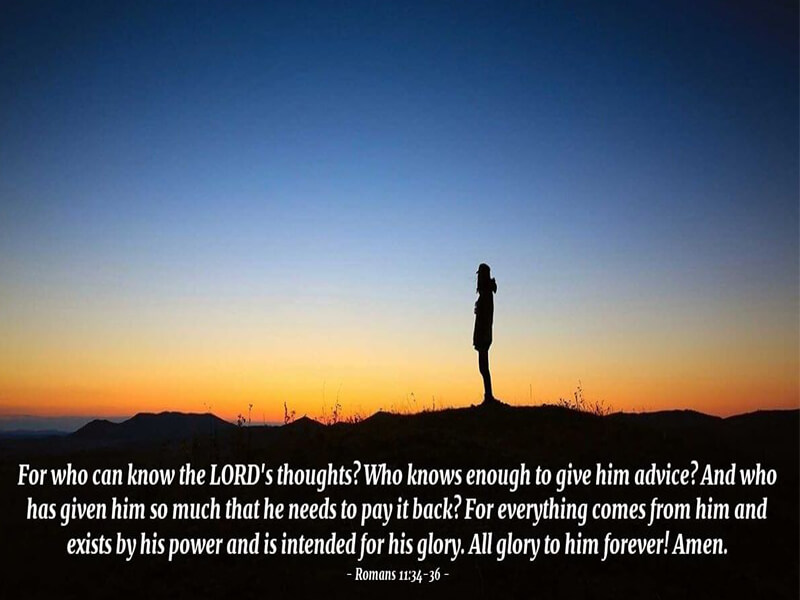 For who can know the LORD's thoughts? Who knows enough to give him advice? And who
has given him so much that he needs to pay it back? For everything comes from him and
exists by his power and is intended for his glory. All glory to him forever! Amen.
- Romans 11:34-36 -